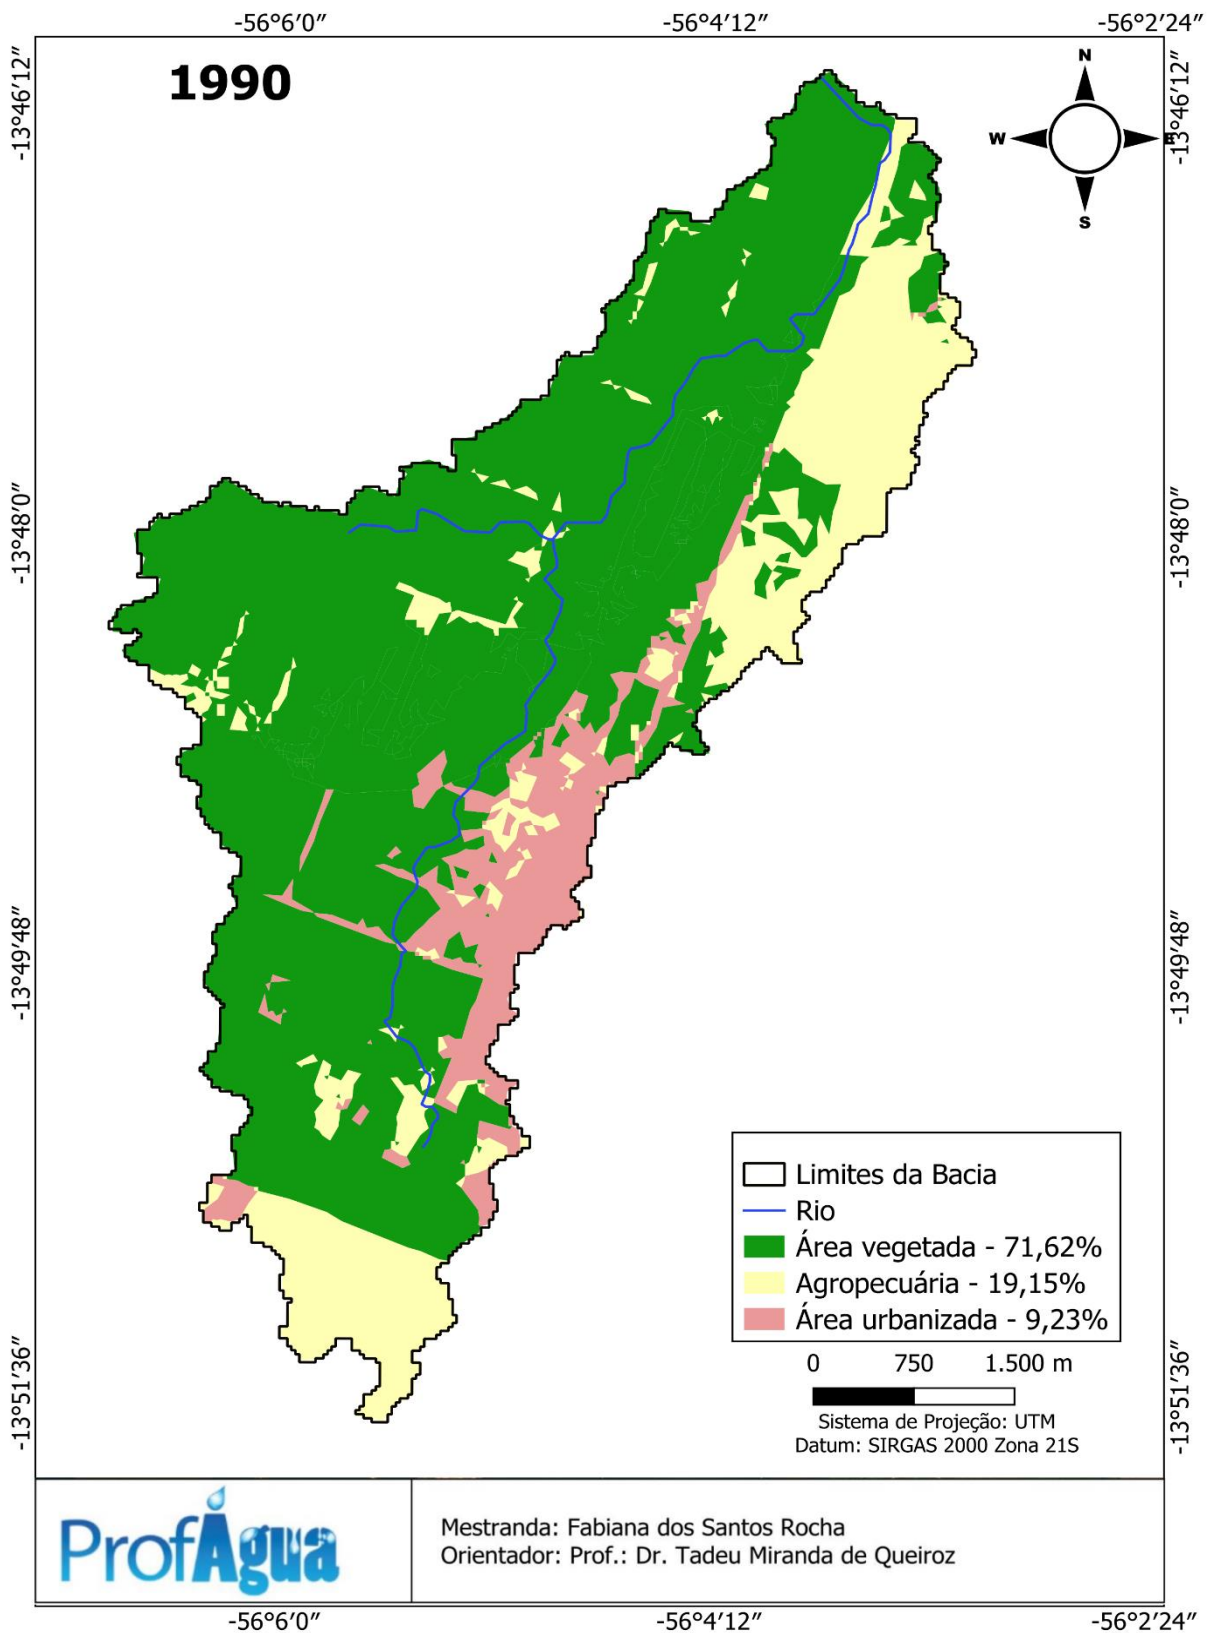 -56°6′0″ -56°4′12″ -56°2′24″
1990
N
W E
S
-13°46′12″ -13°46′12″
-13°48′0″ -13°48′0″
-13°49′48″ -13°49′48″
-13°51′36″ -13°51′36″
Limites da Bacia
Rio
Área vegetada - 71,62%
Agropecuária - 19,15%
Área urbanizada - 9,23%
0 750 1.500 m
Sistema de Projeção: UTM
Datum: SIRGAS 2000 Zona 21S
ProfÁgua
Mestranda: Fabiana dos Santos Rocha
Orientador: Prof.: Dr. Tadeu Miranda de Queiroz
-56°6′0″ -56°4′12″ -56°2′24″